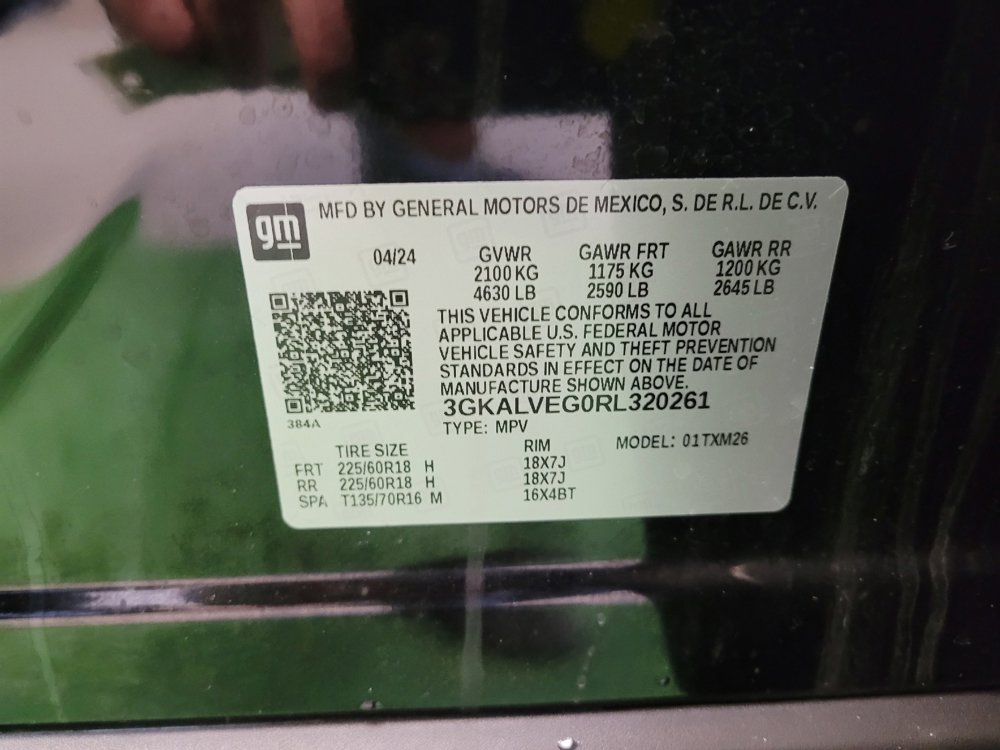 gm
MFD BY GENERAL MOTORS DE MEXICO, S. DE R.L. DE C.V.
04/24 GVWR GAWR FRT GAWR RR
2100 KG 1175 KG 1200 KG
4630 LB 2590 LB 2645 LB
THIS VEHICLE CONFORMS TO ALL
APPLICABLE U.S. FEDERAL MOTOR
VEHICLE SAFETY AND THEFT PREVENTION
STANDARDS IN EFFECT ON THE DATE OF
MANUFACTURE SHOWN ABOVE.
3GKALVEG0RL320261
384A
TYPE: MPV
TIRE SIZE RIM MODEL: 01TXM26
FRT 225/60R18 H 18X7J
RR 225/60R18 H 18X7J
SPA T135/70R16 M 16X4BT